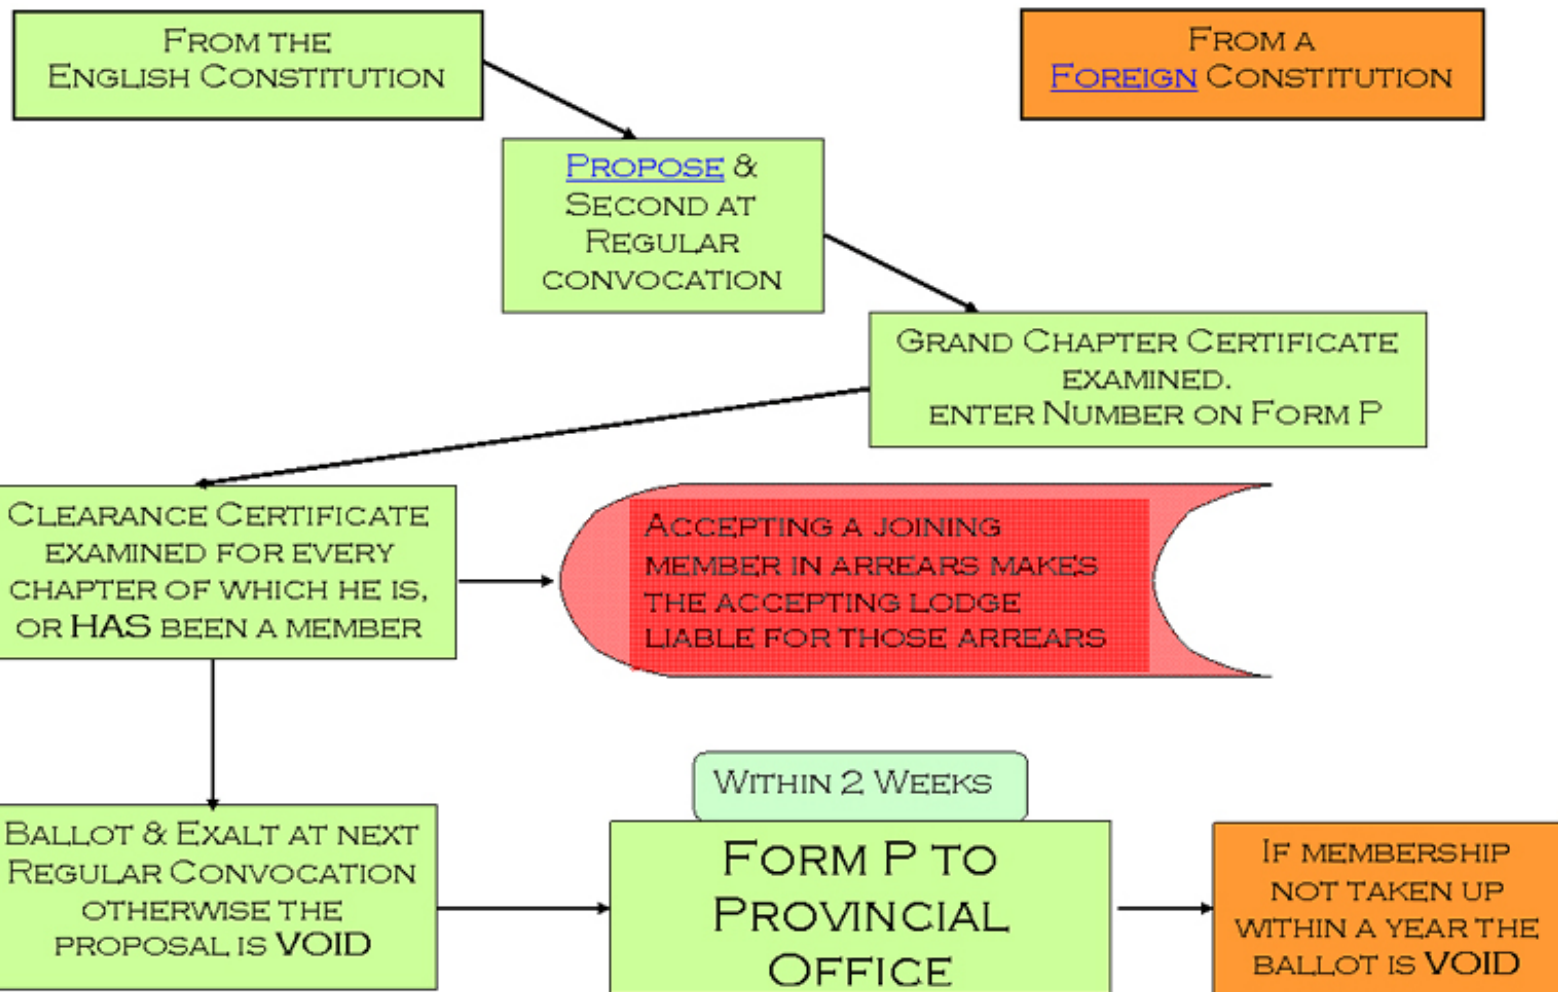 FROM THE
ENGLISH CONSTITUTION
FROM A
FOREIGN CONSTITUTION
PROPOSE &
SECOND AT
REGULAR
CONVOCATION
GRAND CHAPTER CERTIFICATE
EXAMINED.
ENTER NUMBER ON FORM P
CLEARANCE CERTIFICATE
EXAMINED FOR EVERY
CHAPTER OF WHICH HE IS,
OR HAS BEEN A MEMBER
ACCEPTING A JOINING
MEMBER IN ARREARS MAKES
THE ACCEPTING LODGE
LIABLE FOR THOSE ARREARS
BALLOT & EXALT AT NEXT
REGULAR CONVOCATION
OTHERWISE THE
PROPOSAL IS VOID
WITHIN 2 WEEKS
FORM P TO
PROVINCIAL
OFFICE
IF MEMBERSHIP
NOT TAKEN UP
WITHIN A YEAR THE
BALLOT IS VOID